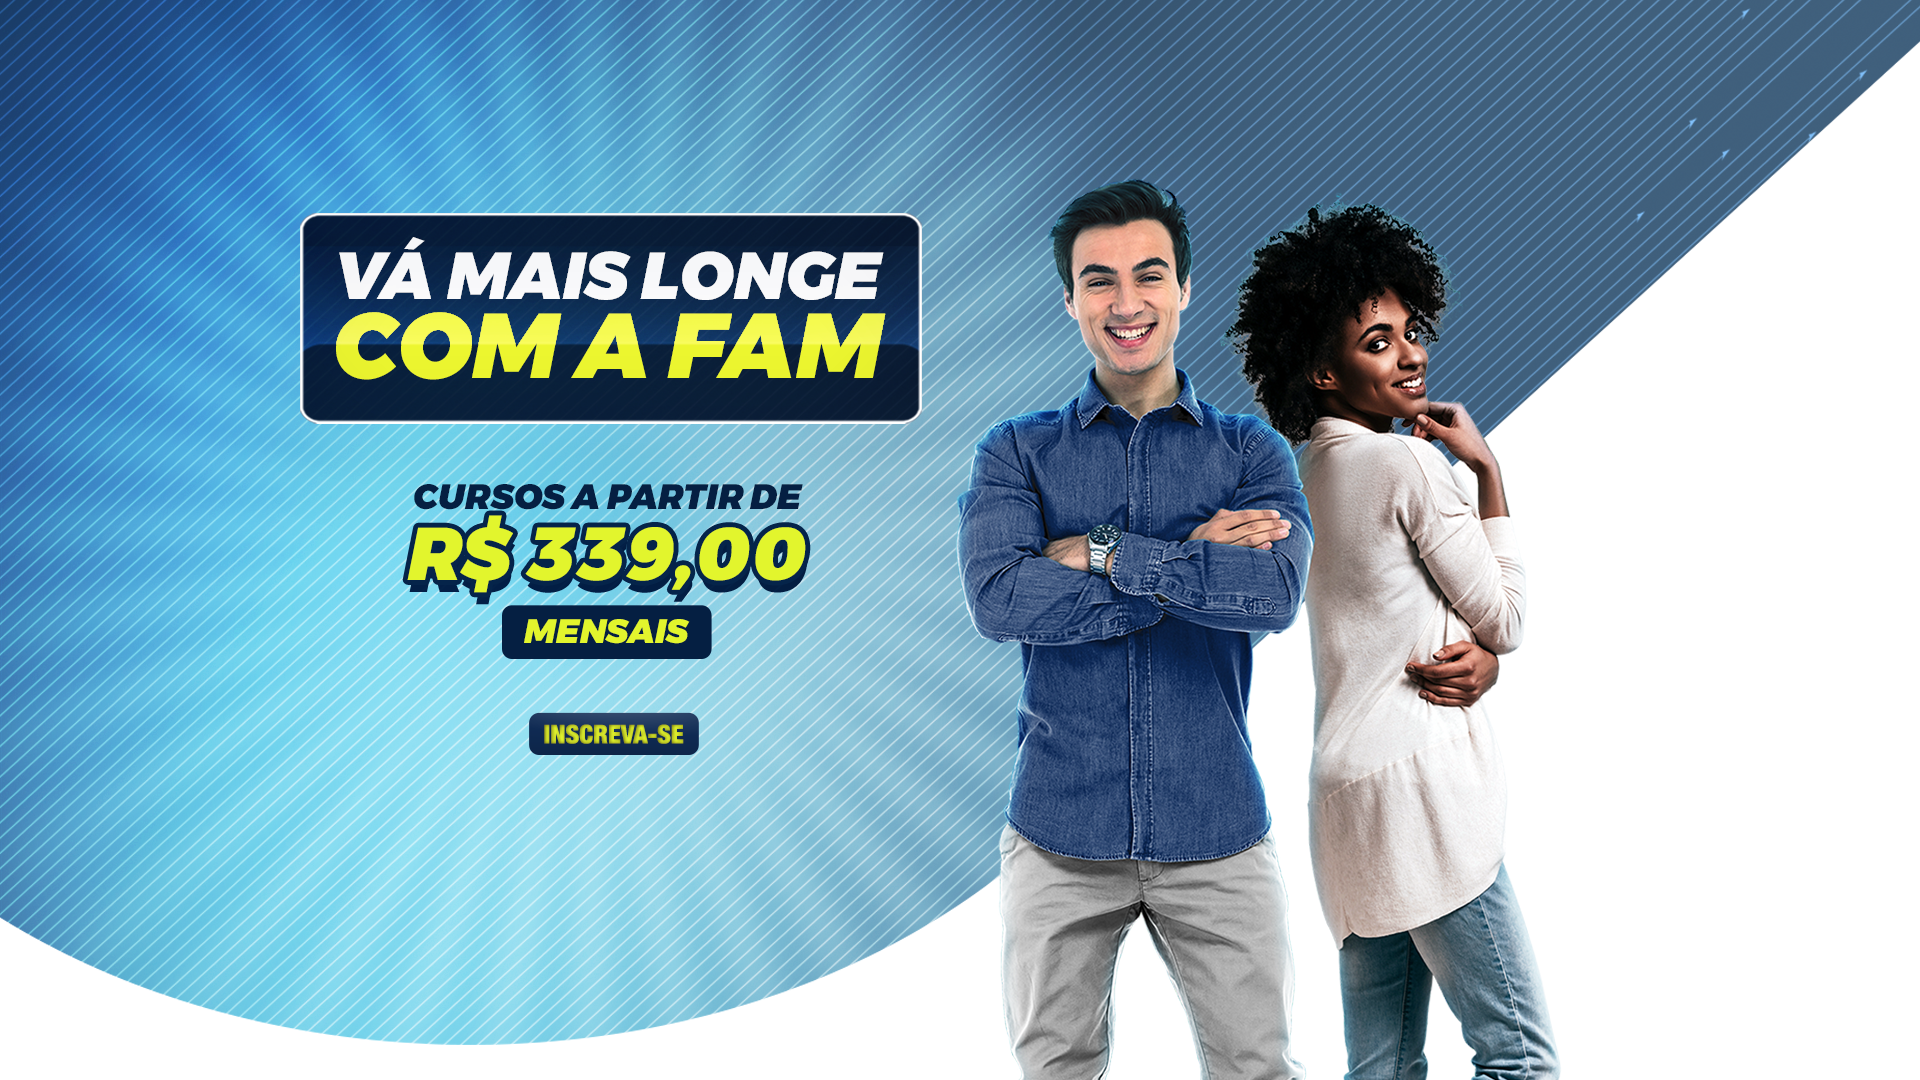 VÁ MAIS LONGE
COM A FAM
CURSOS A PARTIR DE
R$ 339,00
MENSAIS
INSCREVA-SE